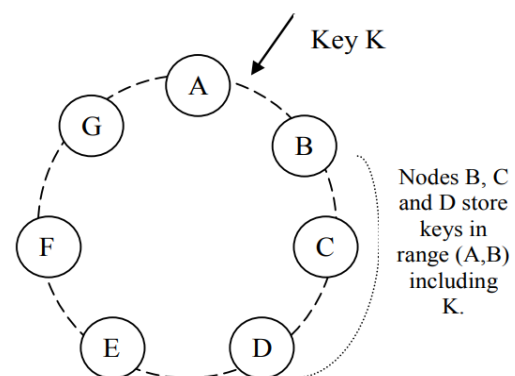 Key K
A
G
B
Nodes B, C
and D store
keys in
range (A,B)
including
K.
F
C
E
D